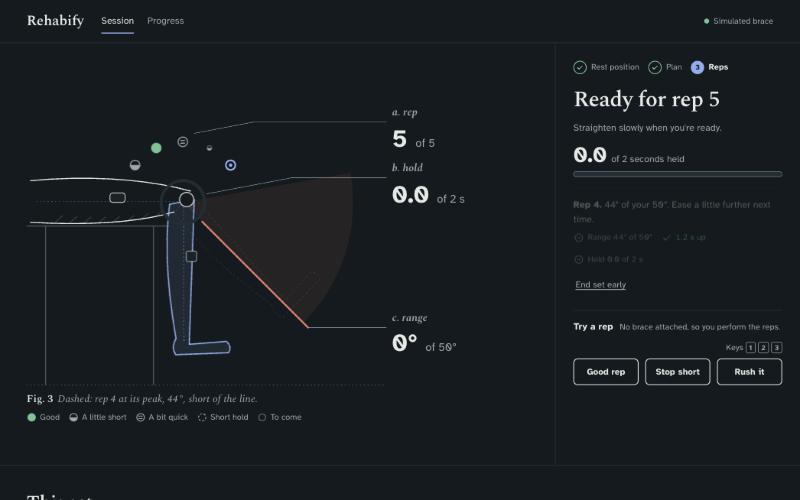 Rehabify Session Progress Simulated brace
a. rep
5 of 5
b. hold
0.0 of 2 s
c. range
0° of 50°
Fig. 3 Dashed: rep 4 at its peak, 44°, short of the line.
Good A little short A bit quick Short hold To come
Rest position Plan 3 Reps
Ready for rep 5
Straighten slowly when you're ready.
0.0 of 2 seconds held
Rep 4. 44° of your 50°. Ease a little further next
time.
Range 44° of 50° 1.2 s up
Hold 0.0 of 2 s
End set early
Try a rep No brace attached, so you perform the reps.
Keys 1 2 3
Good rep Stop short Rush it